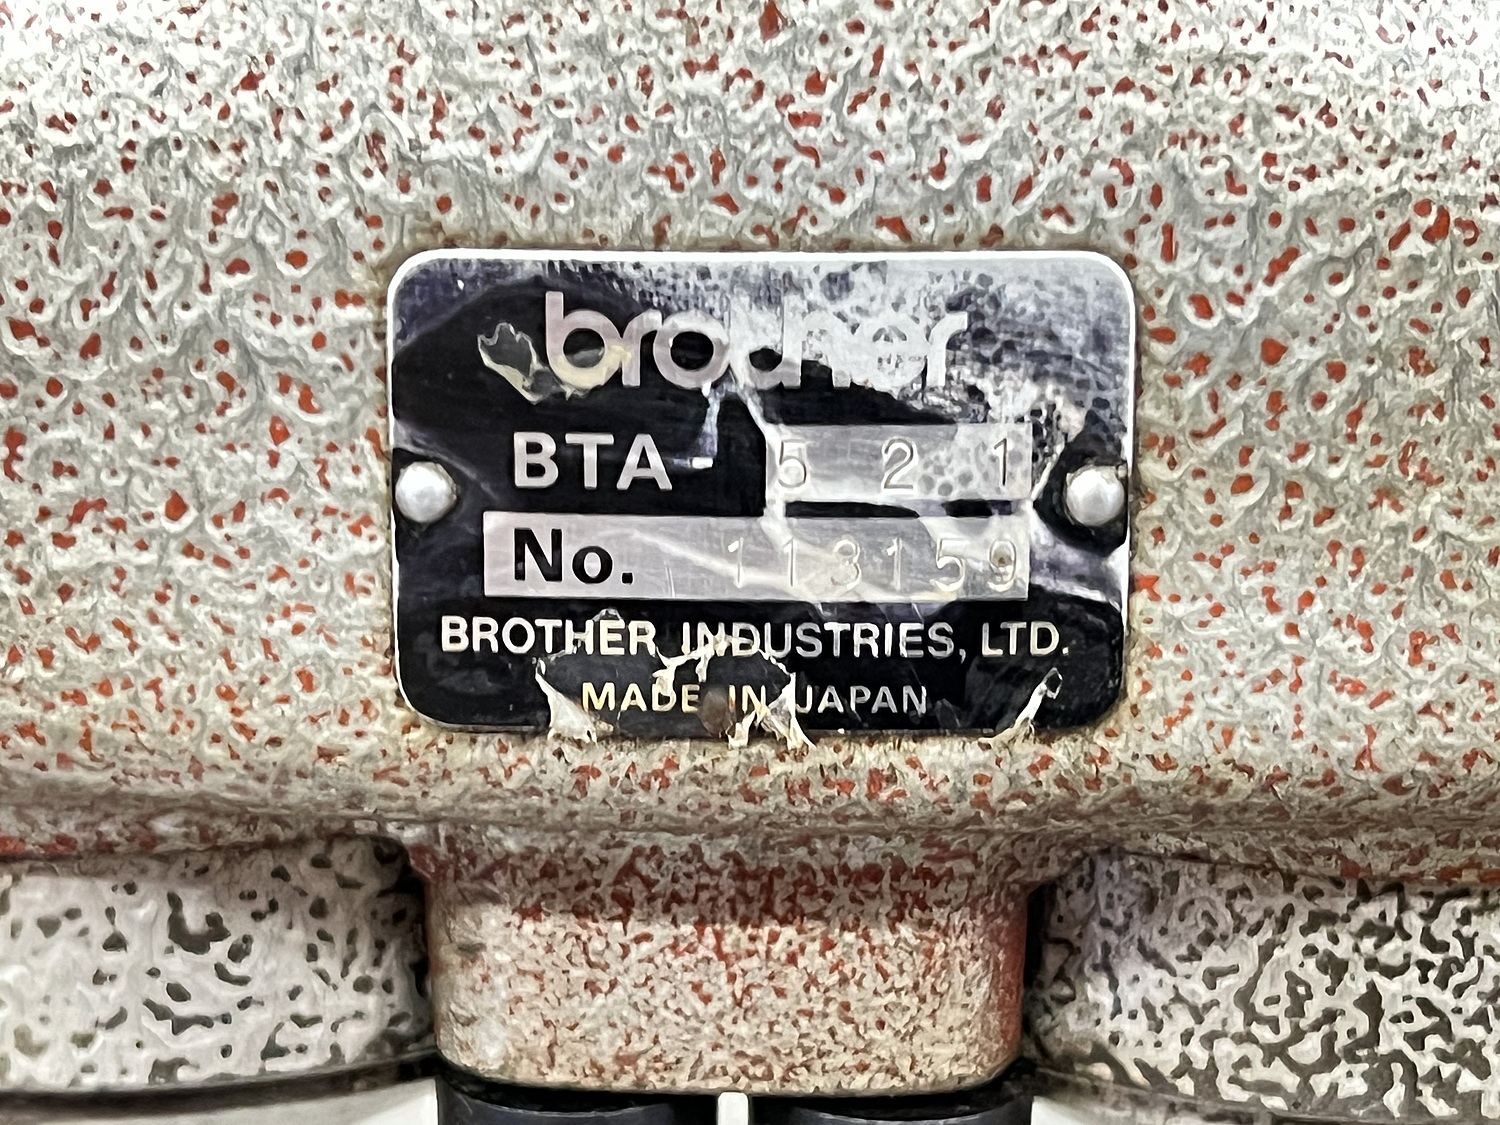 brother
BTA-521
No. 113159
BROTHER INDUSTRIES, LTD.
MADE IN JAPAN